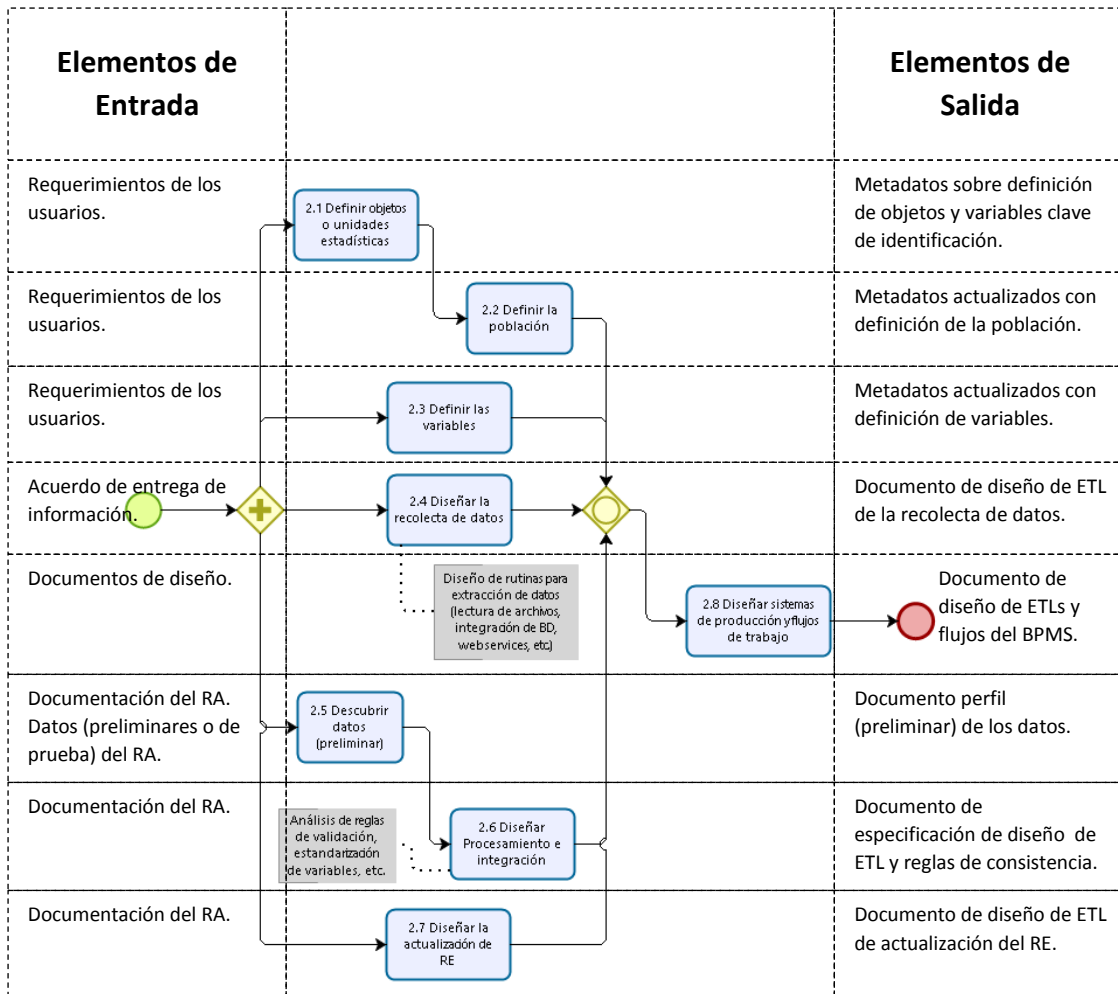 Elementos de
Entrada
Elementos de
Salida
Requerimientos de los
usuarios.
2.1 Definir objetos
o unidades
estadísticas
Metadatos sobre definición
de objetos y variables clave
de identificación.
Requerimientos de los
usuarios.
2.2 Definir la
población
Metadatos actualizados con
definición de la población.
Requerimientos de los
usuarios.
2.3 Definir las
variables
Metadatos actualizados con
definición de variables.
Acuerdo de entrega de
información.
2.4 Diseñar la
recolecta de datos
Documento de diseño de ETL
de la recolecta de datos.
Documentos de diseño.
Diseño de rutinas para
extracción de datos
(lectura de archivos,
integración de BD,
webservices, etc)
2.8 Diseñar sistemas
de producción y flujos
de trabajo
Documento de
diseño de ETLs y
flujos del BPMS.
Documentación del RA.
Datos (preliminares o de
prueba) del RA.
2.5 Descubrir
datos
(preliminar)
Documento perfil
(preliminar) de los datos.
Documentación del RA.
Análisis de reglas
de validación,
estandarización
de variables, etc.
2.6 Diseñar
Procesamiento e
integración
Documento de
especificación de diseño de
ETL y reglas de consistencia.
Documentación del RA.
2.7 Diseñar la
actualización de
RE
Documento de diseño de ETL
de actualización del RE.